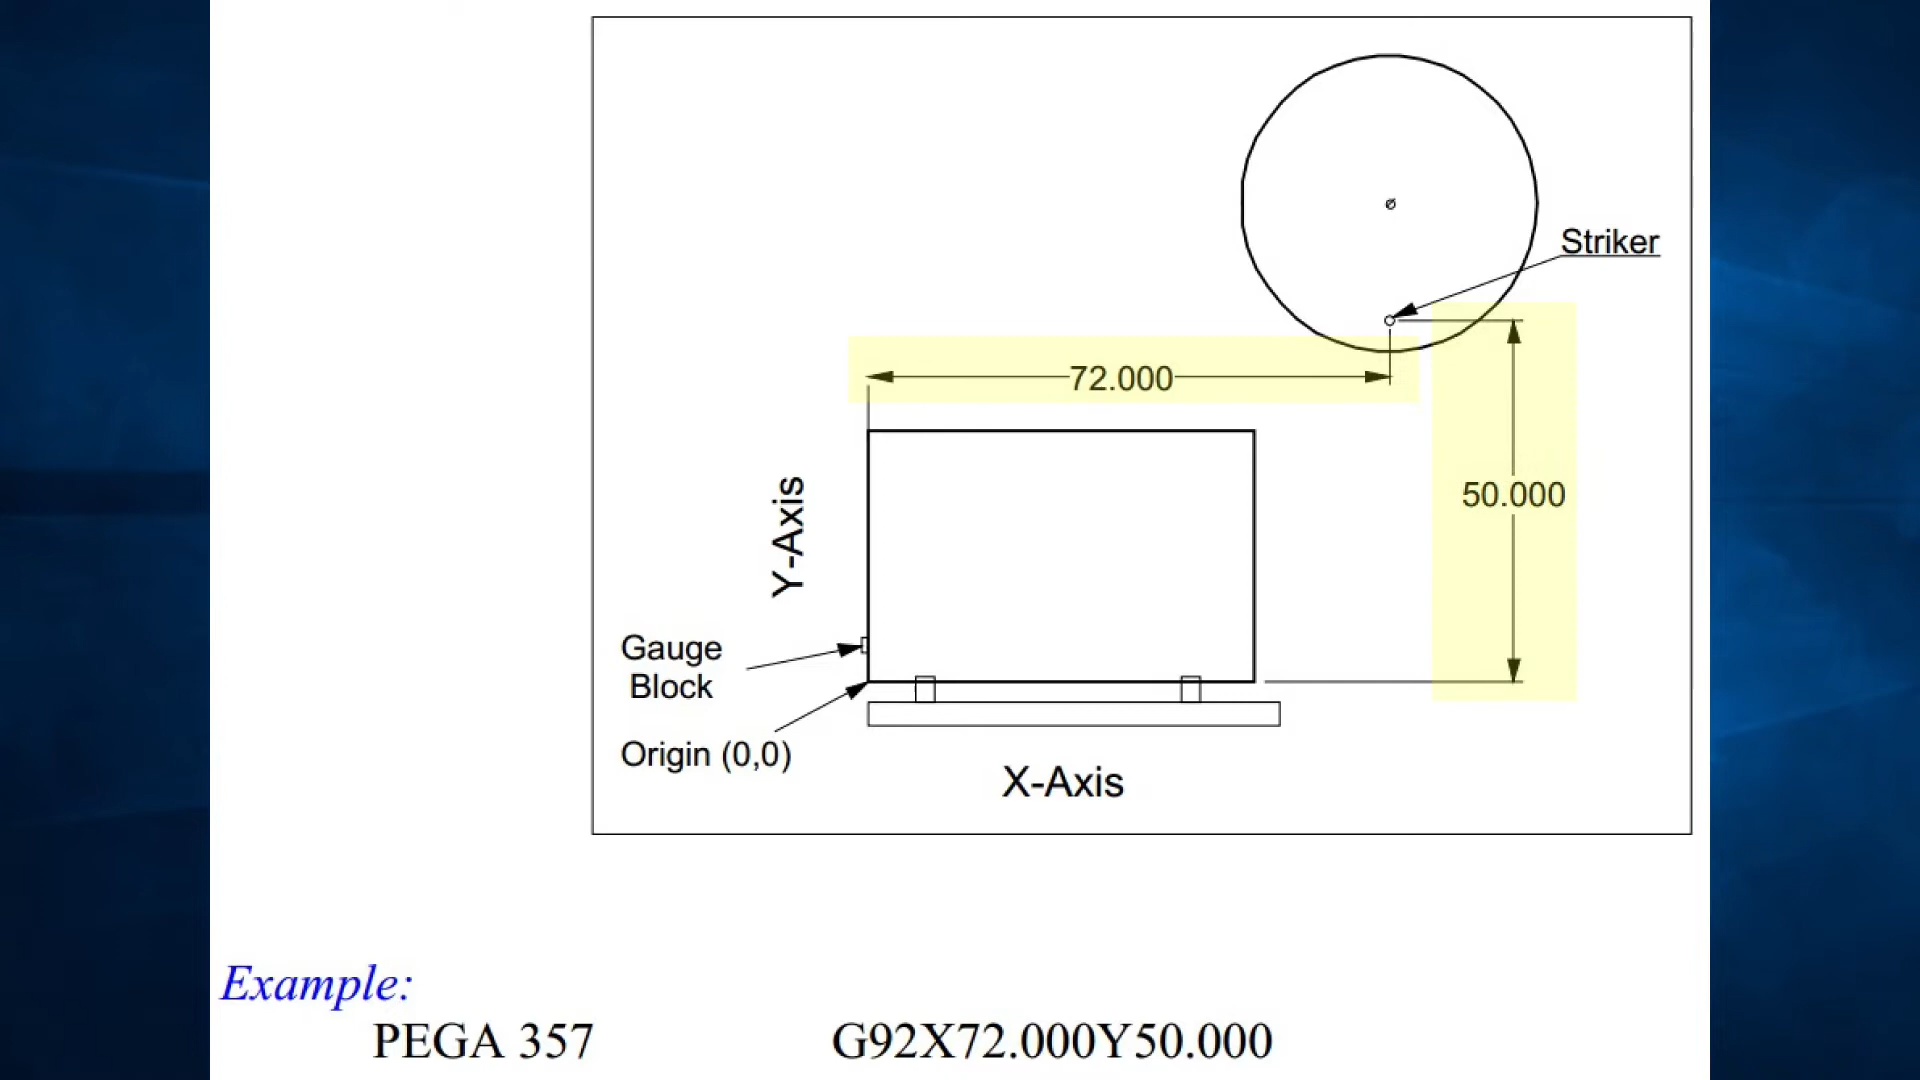 Striker
72.000
50.000
Y-Axis
Gauge
Block
Origin (0,0)
X-Axis
Example:
PEGA 357 G92X72.000Y50.000